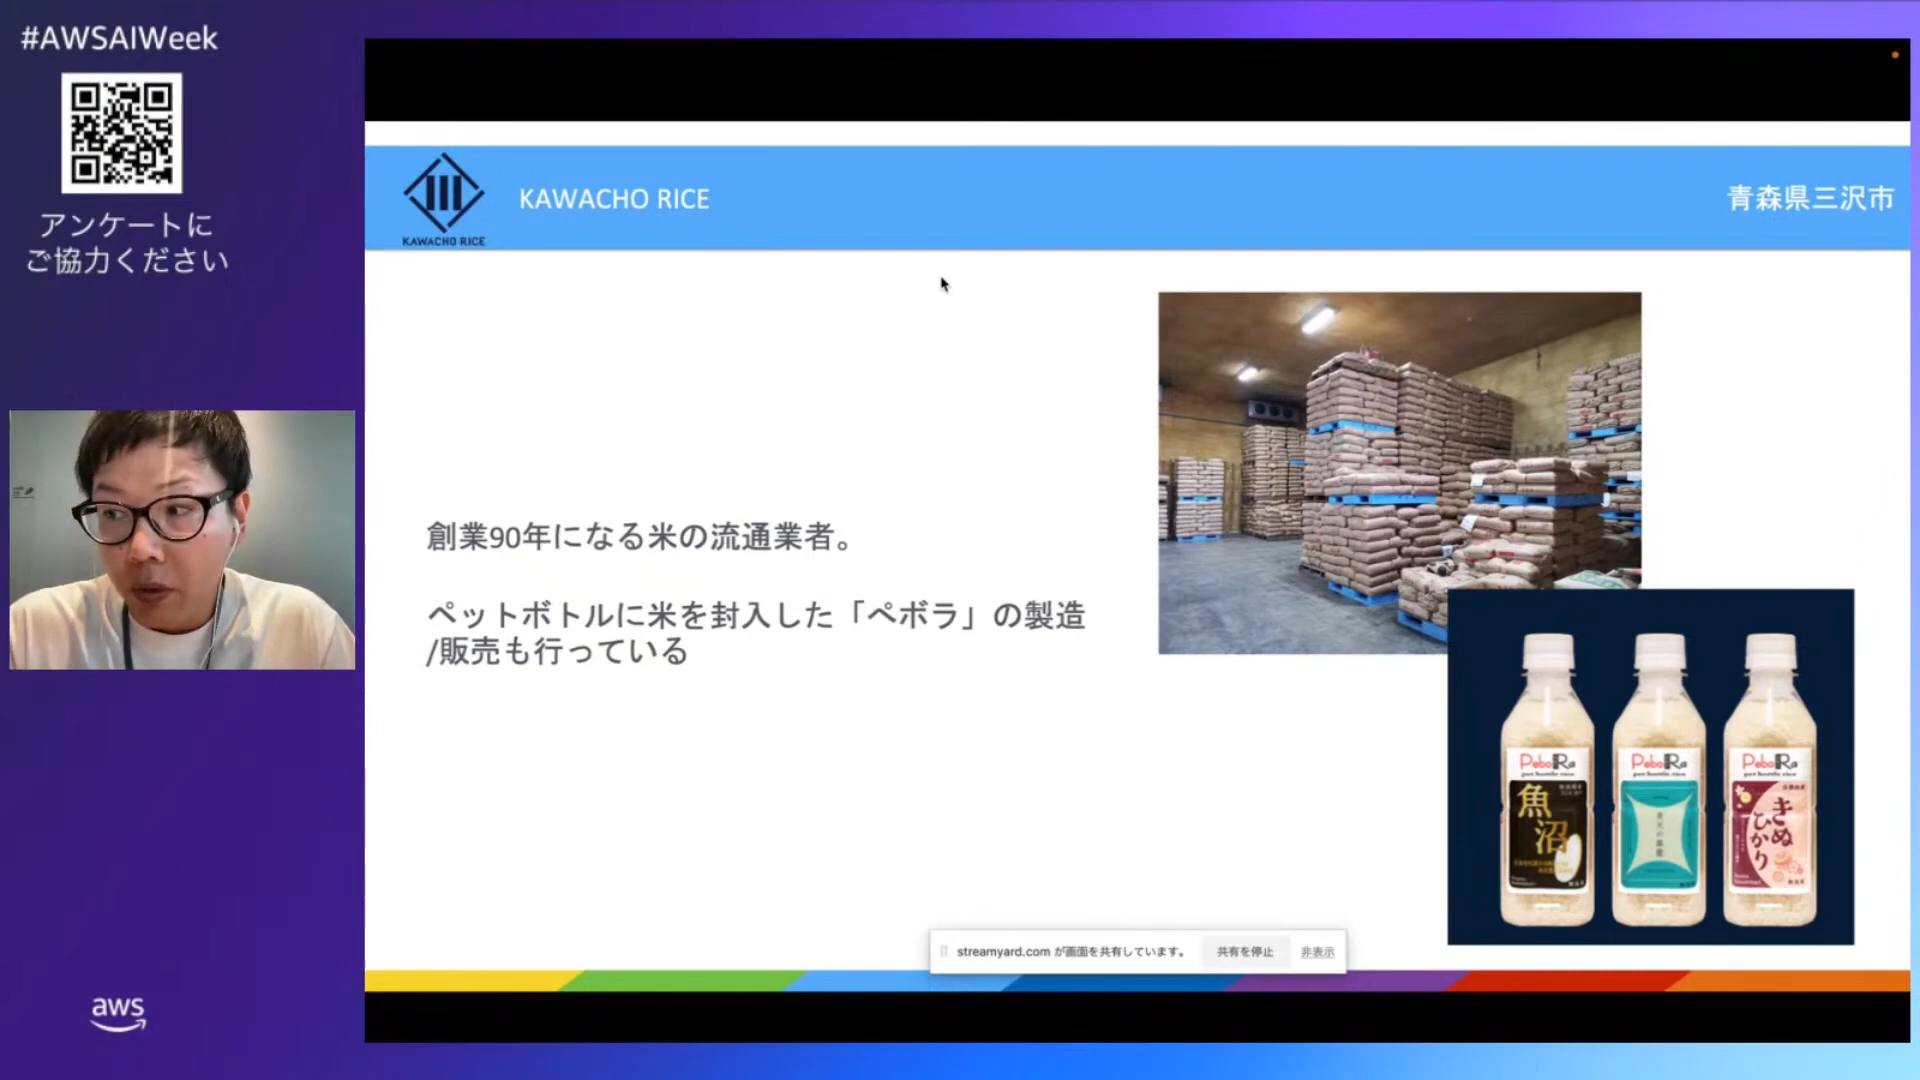 #AWSAIWeek
アンケートに
ご協力ください
KAWACHO RICE
KAWACHO RICE
青森県三沢市
創業90年になる米の流通業者。
ペットボトルに米を封入した「ペボラ」の製造
/販売も行っている
PeboRa
魚沼
PeboRa
PeboRa
きぬ
ひかり
streamyard.com が画面を共有しています。
共有を停止
非表示
aws